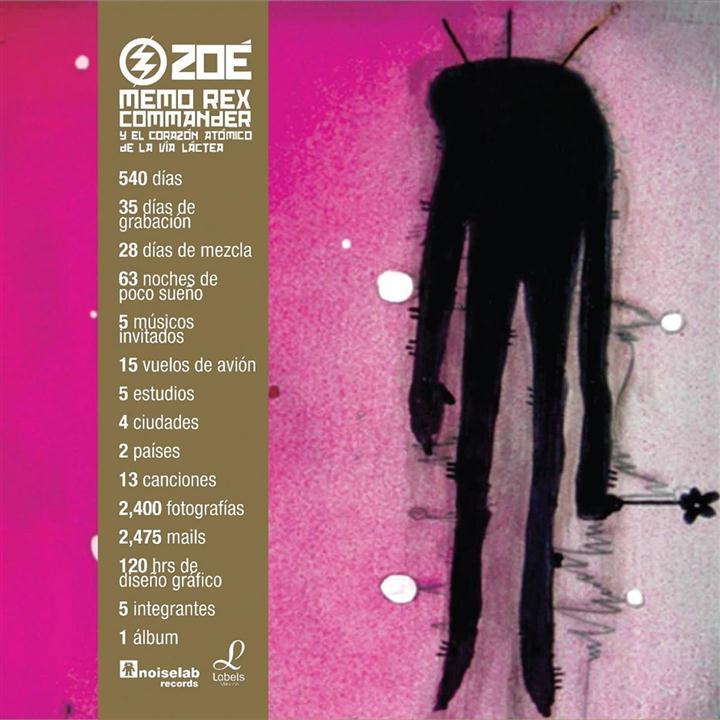 ZOÉ
MEMO REX
COMMANDER
Y EL CORAZÓN ATÓMICO
DE LA VÍA LÁCTEA
540 días
35 días de
grabación
28 días de mezcla
63 noches de
poco sueño
5 músicos
invitados
15 vuelos de avión
5 estudios
4 ciudades
2 países
13 canciones
2,400 fotografías
2,475 mails
120 hrs de
diseño gráfico
5 integrantes
1 álbum
noiselab
records
L
Labels
México